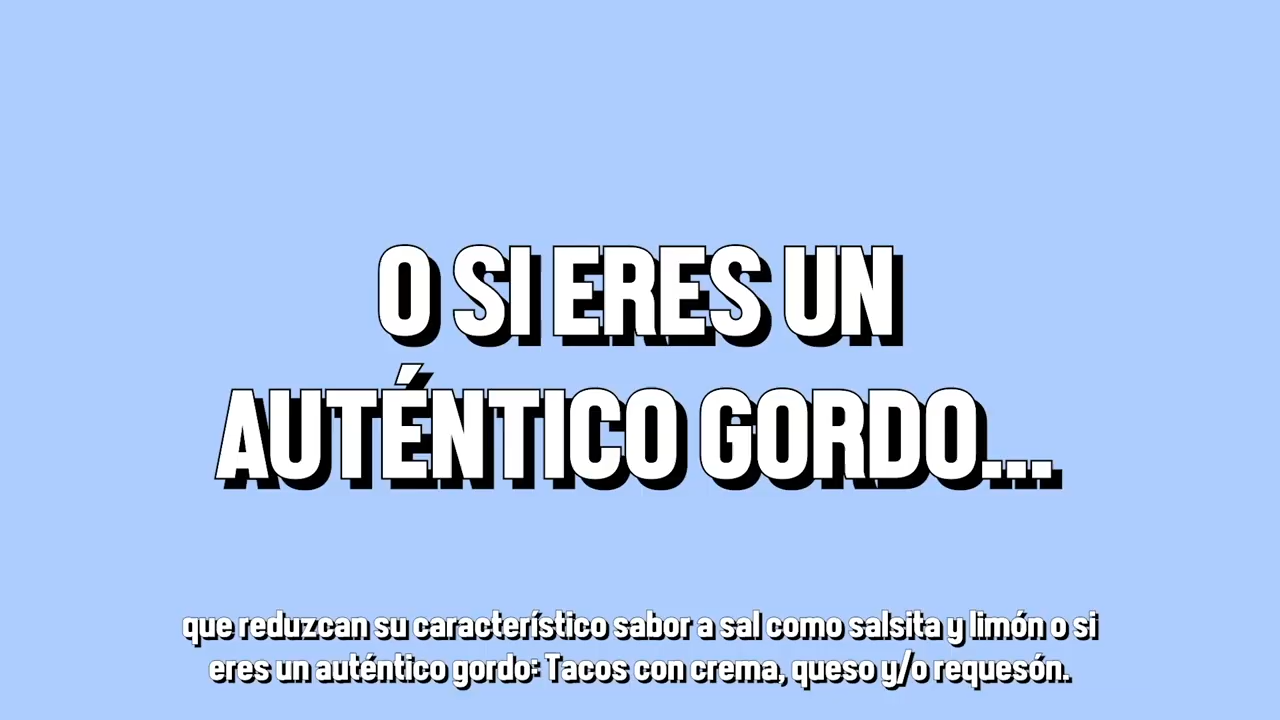 O SI ERES UN
AUTÉNTICO GORDO...
que reduzcan su característico sabor a sal como salsita y limón o si
eres un auténtico gordo: Tacos con crema, queso y/o requesón.